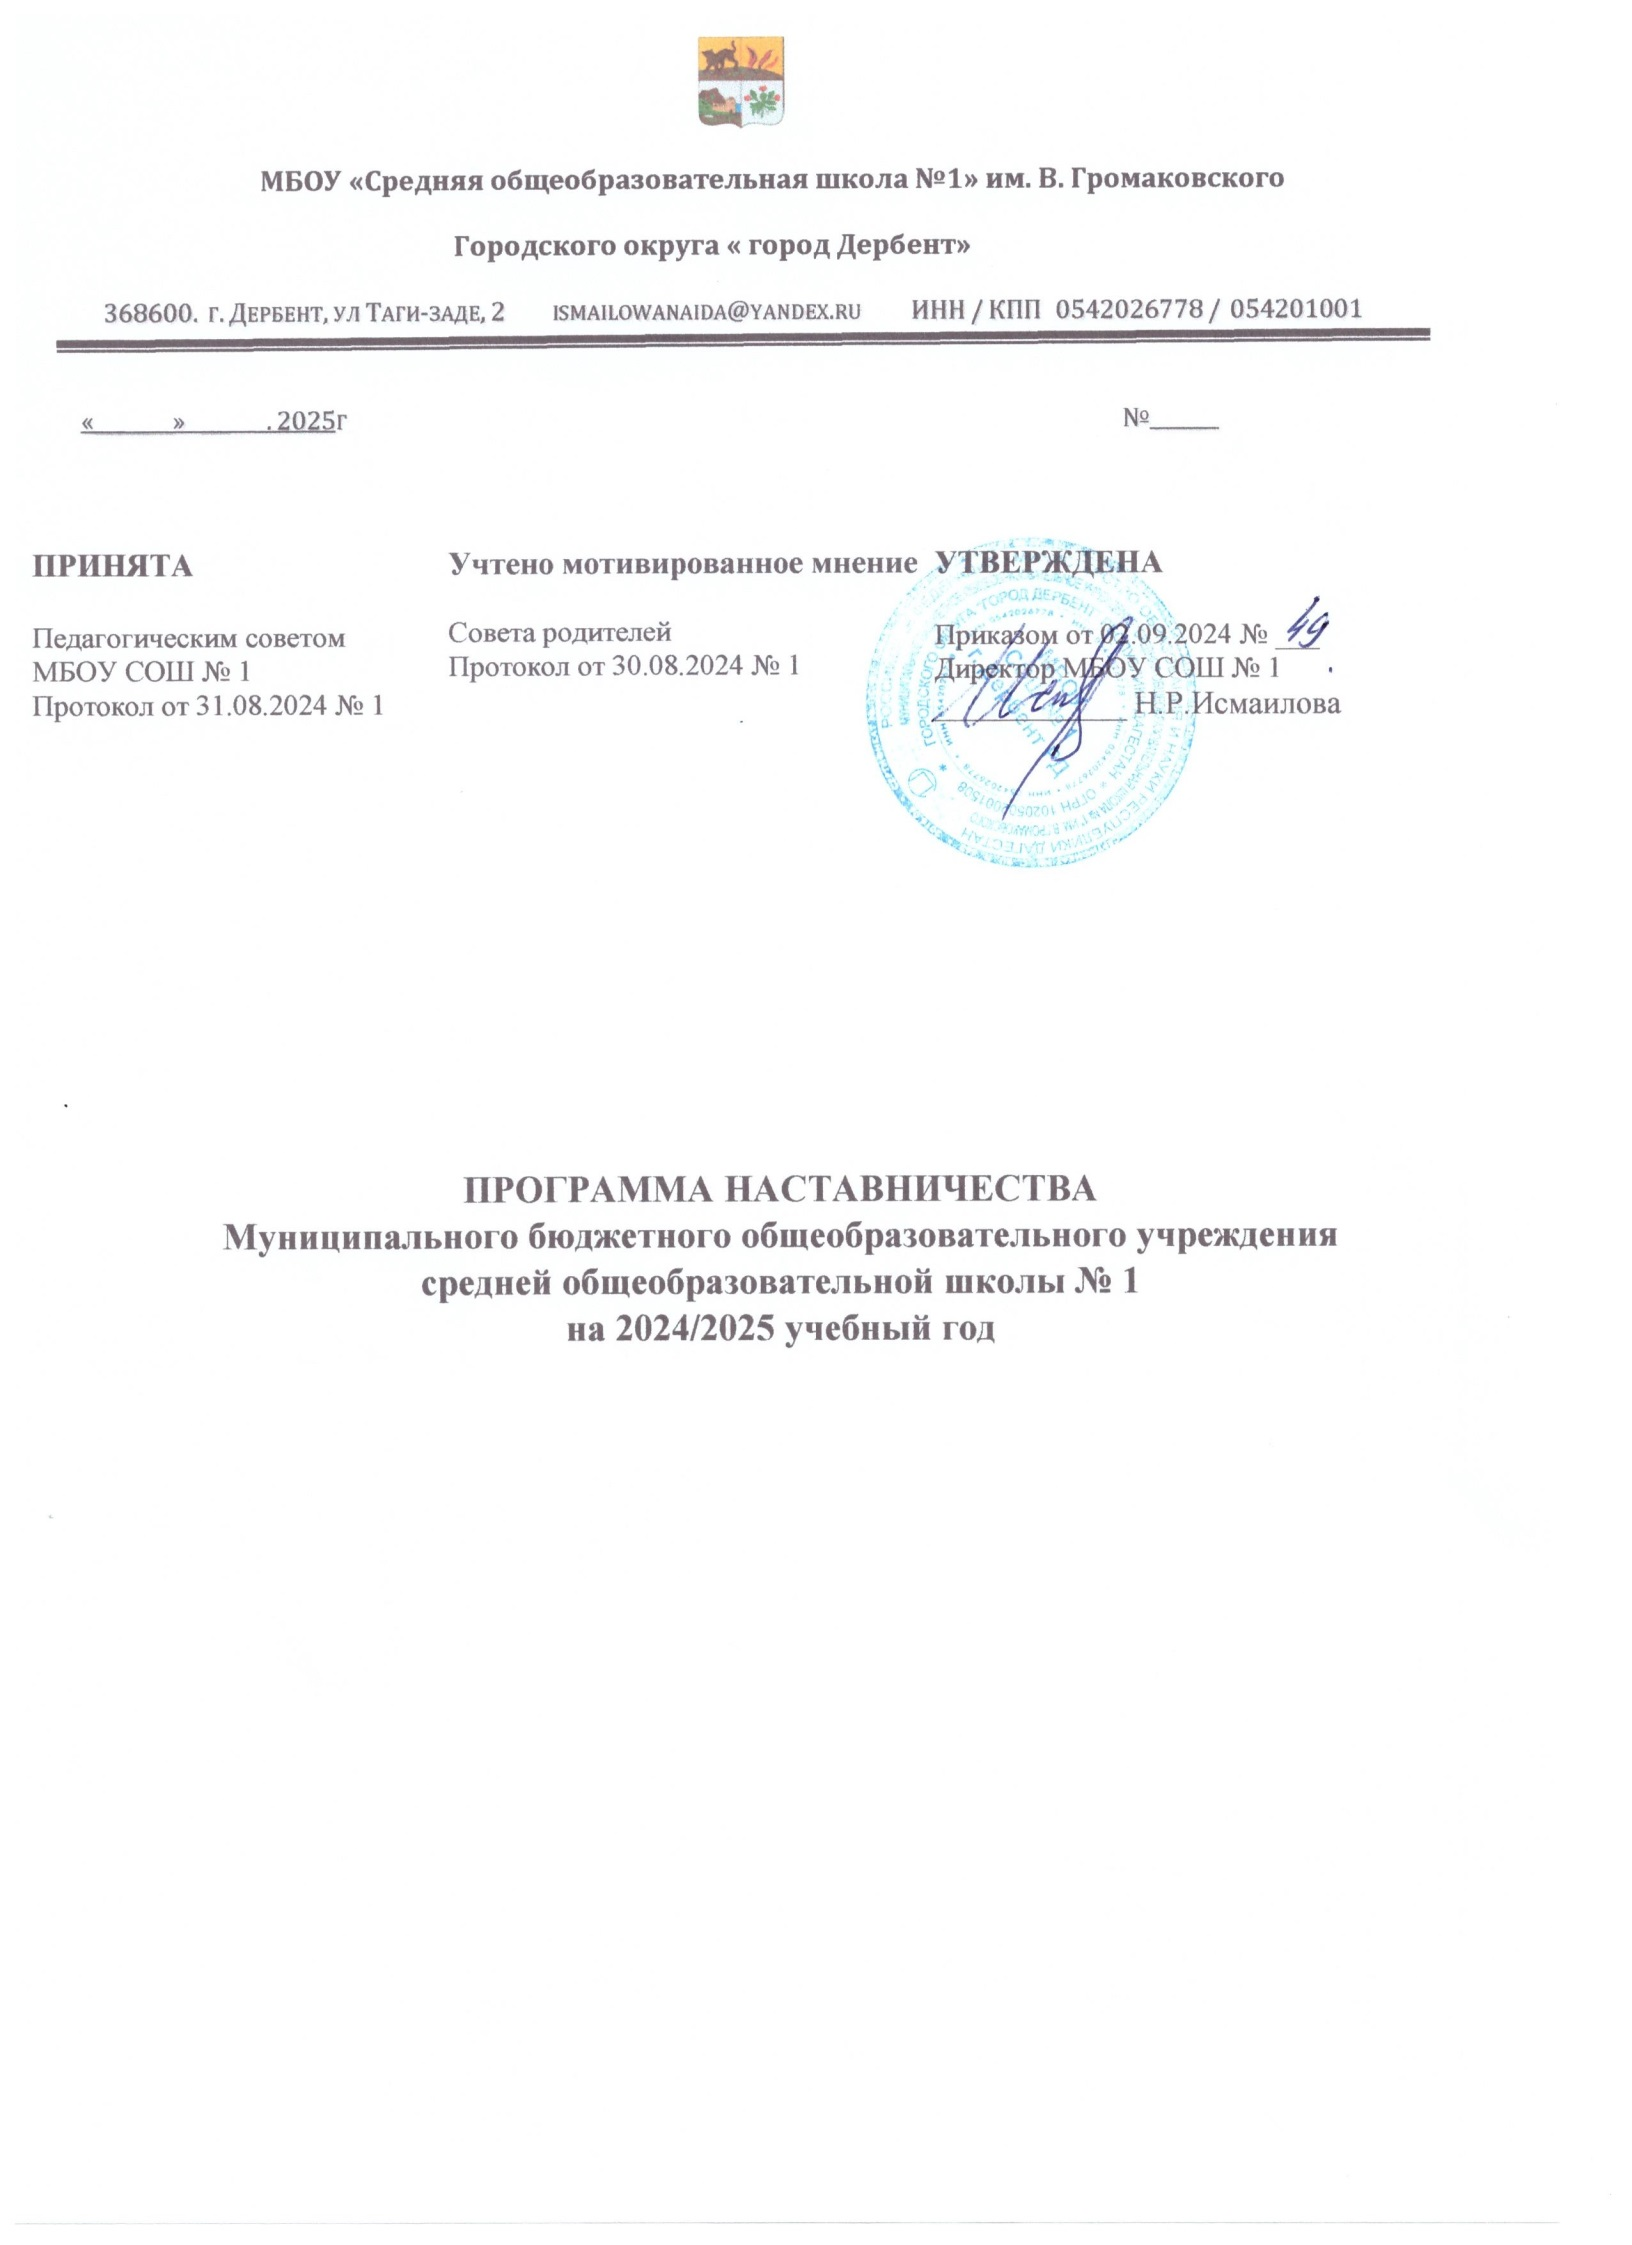 МБОУ «Средняя общеобразовательная школа №1» им. В. Громаковского
Городского округа « город Дербент»
368600. г. Дербент, ул Таги-заде, 2 ISMAILOWANAIDA@YANDEX.RU ИНН / КПП 0542026778 / 054201001
«______»______.2025г №_____
ПРИНЯТА
Педагогическим советом
МБОУ СОШ № 1
Протокол от 31.08.2024 № 1
Учтено мотивированное мнение
Совета родителей
Протокол от 30.08.2024 № 1
УТВЕРЖДЕНА
Приказом от 02.09.2024 № 49
Директор МБОУ СОШ № 1
______________ Н.Р.Исмаилова
ПРОГРАММА НАСТАВНИЧЕСТВА
Муниципального бюджетного общеобразовательного учреждения
средней общеобразовательной школы № 1
на 2024/2025 учебный год